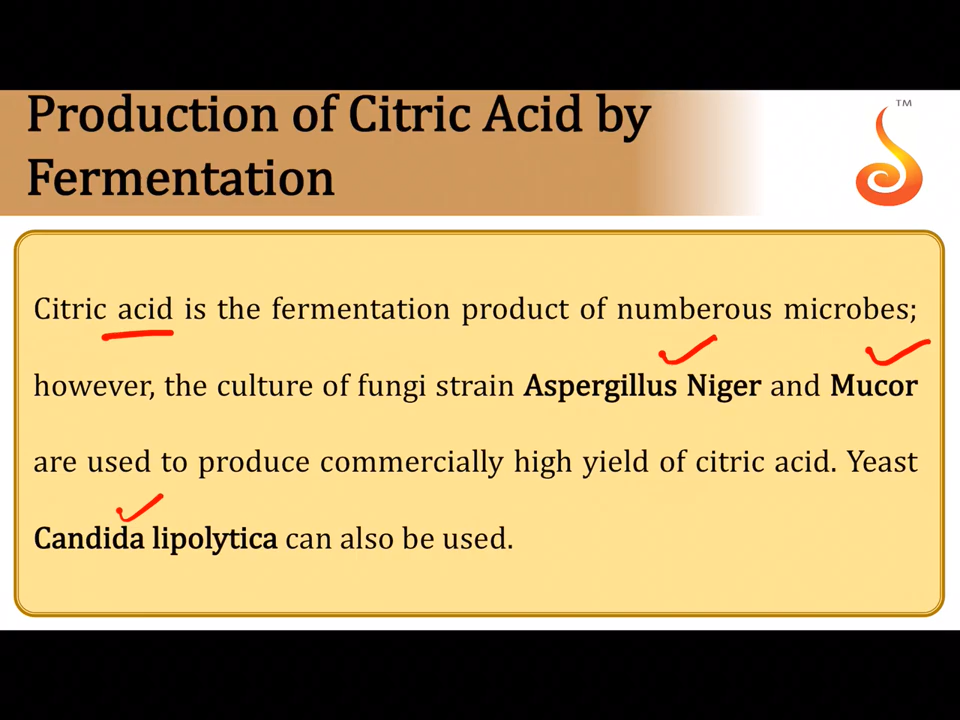 Production of Citric Acid by
Fermentation
TM
Citric acid is the fermentation product of numberous microbes;
however, the culture of fungi strain Aspergillus Niger and Mucor
are used to produce commercially high yield of citric acid. Yeast
Candida lipolytica can also be used.